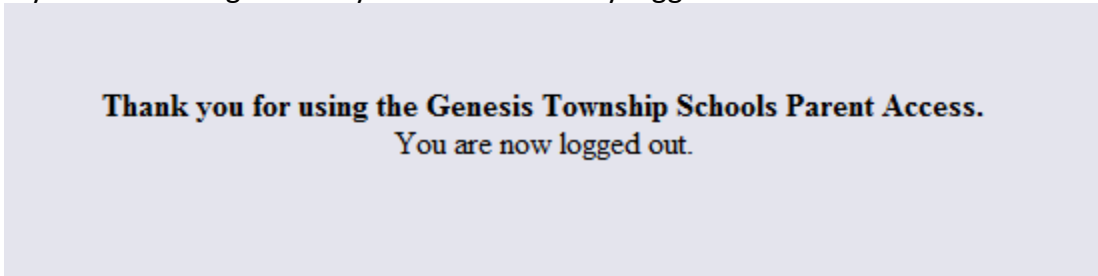 Thank you for using the Genesis Township Schools Parent Access.
You are now logged out.